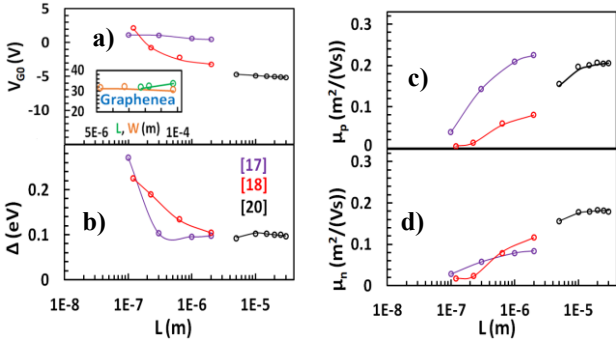 a)
V_G0 (V)
5
0
-5
-10
40
30
20
Graphenea
5E-6 L, W (m) 1E-4
b)
Δ (eV)
0.2
0.1
0
[17]
[18]
[20]
1E-8 1E-7 1E-6 1E-5
L (m)
c)
μp (m²/(Vs))
0.3
0.2
0.1
0
d)
μn (m²/(Vs))
0.3
0.2
0.1
0
1E-8 1E-7 1E-6 1E-5
L (m)